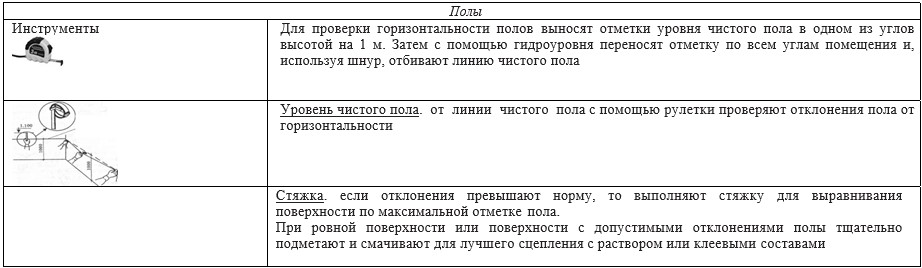 Полы
Инструменты
Для проверки горизонтальности полов выносят отметки уровня чистого пола в одном из углов
высотой на 1 м. Затем с помощью гидроуровня переносят отметку по всем углам помещения и,
используя шнур, отбивают линию чистого пола
Уровень чистого пола. от линии чистого пола с помощью рулетки проверяют отклонения пола от
горизонтальности
Стяжка. если отклонения превышают норму, то выполняют стяжку для выравнивания
поверхности по максимальной отметке пола.
При ровной поверхности или поверхности с допустимыми отклонениями полы тщательно
подметают и смачивают для лучшего сцепления с раствором или клеевыми составами